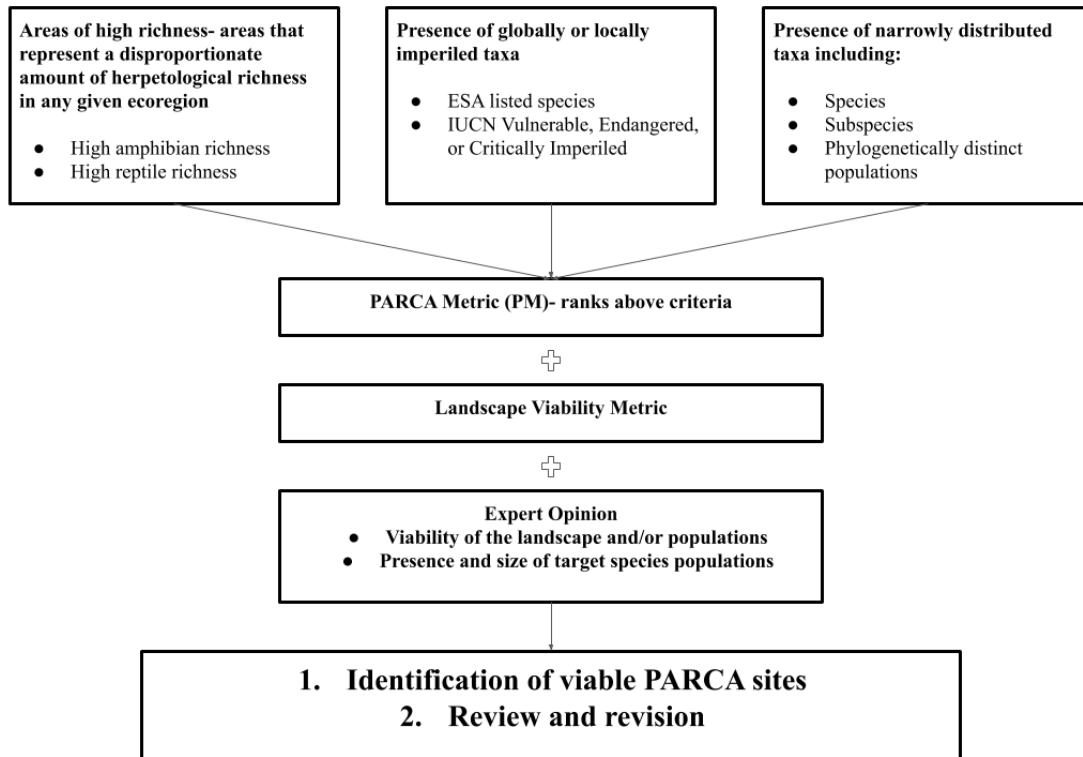 Areas of high richness- areas that
represent a disproportionate
amount of herpetological richness
in any given ecoregion
● High amphibian richness
● High reptile richness
Presence of globally or locally
imperiled taxa
● ESA listed species
● IUCN Vulnerable, Endangered,
or Critically Imperiled
Presence of narrowly distributed
taxa including:
● Species
● Subspecies
● Phylogenetically distinct
populations
PARCA Metric (PM)- ranks above criteria
Landscape Viability Metric
Expert Opinion
● Viability of the landscape and/or populations
● Presence and size of target species populations
1. Identification of viable PARCA sites
2. Review and revision